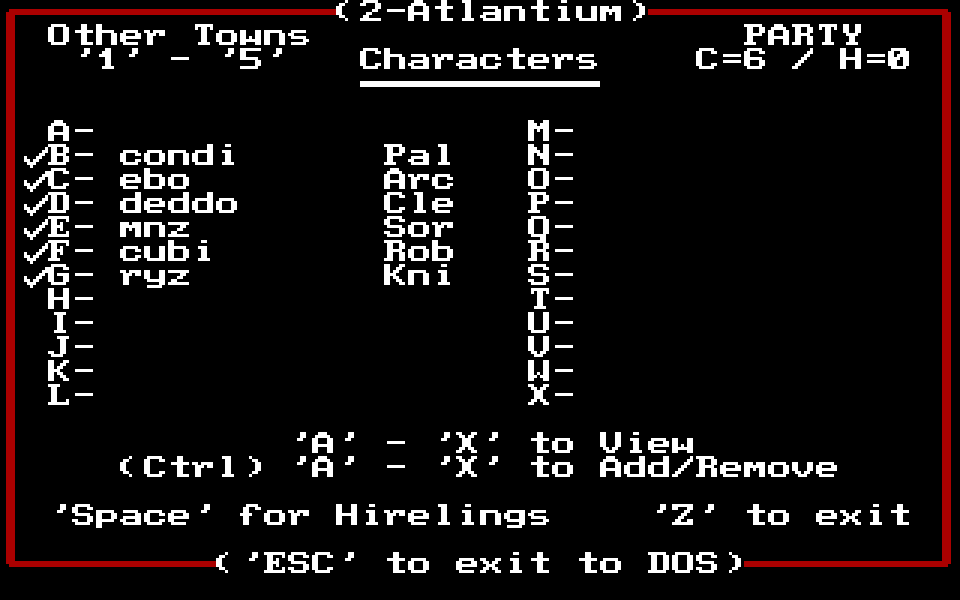 (2-Atlantium)
Other Towns PARTY
'1' - '5' Characters C=6 / H=0
A- M-
✓B- condi Pal N-
✓C- ebo Arc O-
✓D- deddo Cle P-
✓E- mnz Sor Q-
✓F- cubi Rob R-
✓G- ryz Kni S-
H- T-
I- U-
J- V-
K- W-
L- X-
'A' - 'X' to View
(Ctrl) 'A' - 'X' to Add/Remove
'Space' for Hirelings 'Z' to exit
('ESC' to exit to DOS)